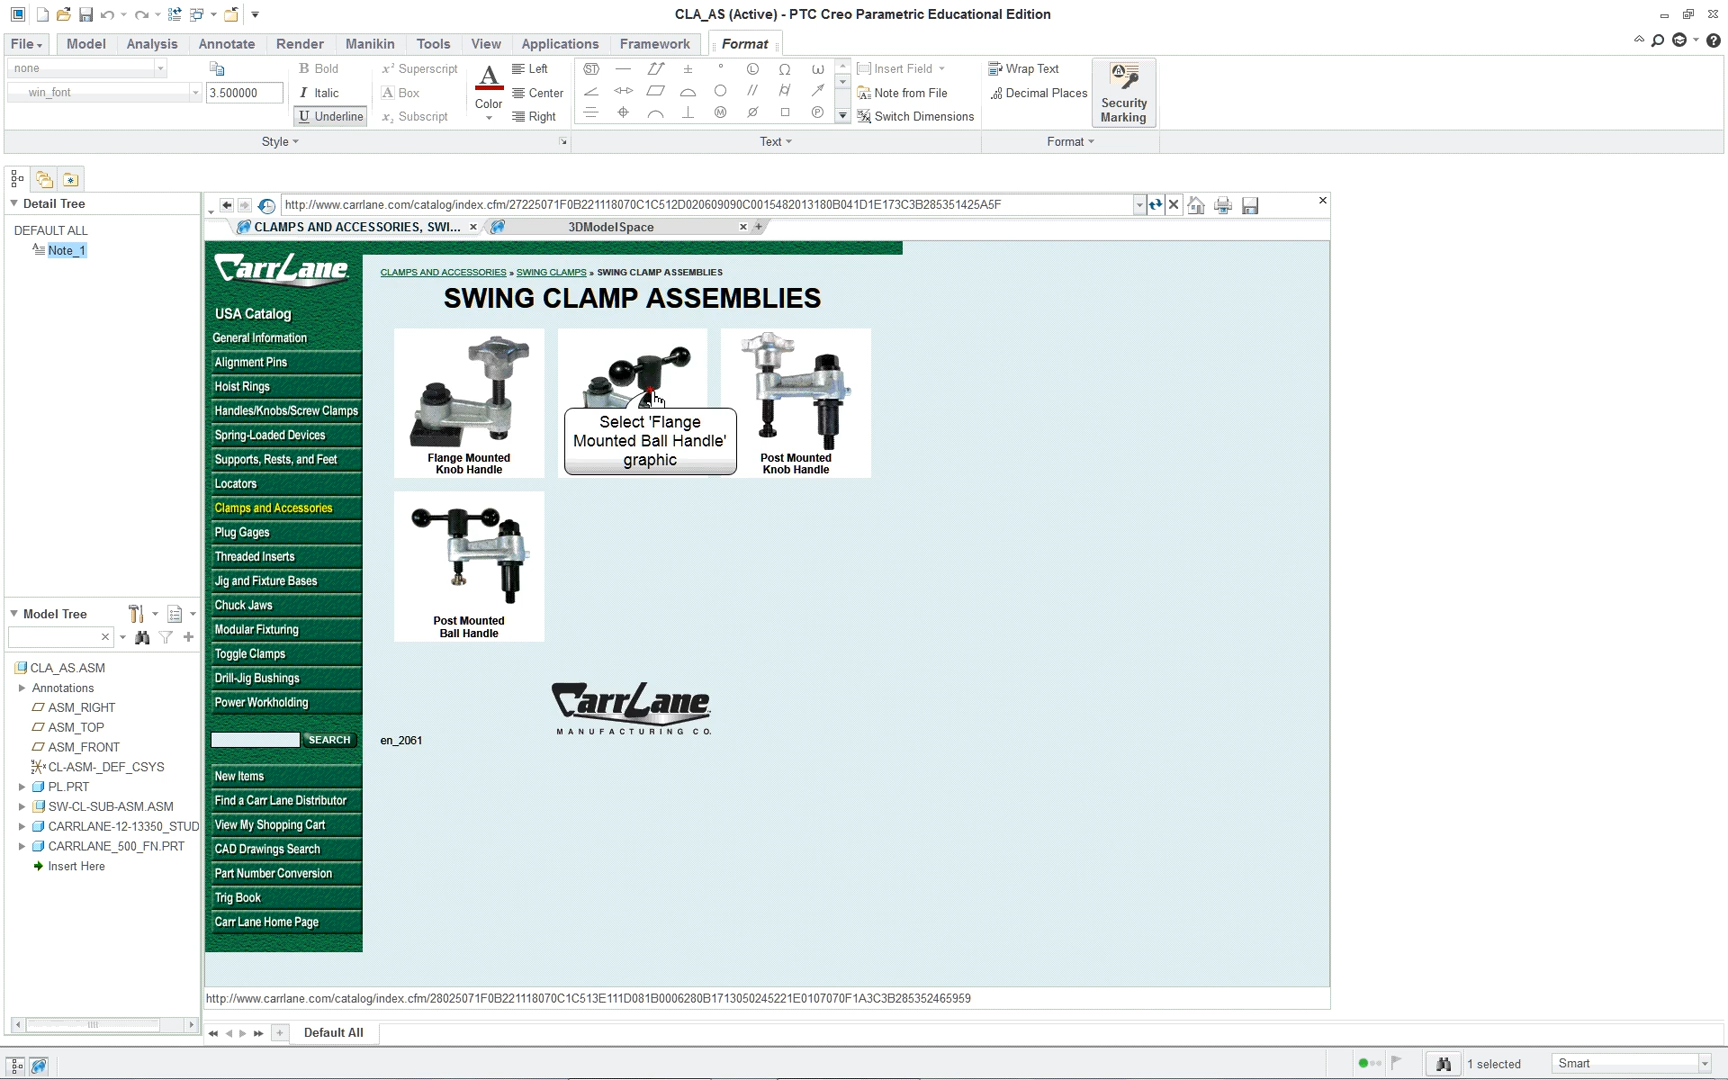 CLA_AS (Active) - PTC Creo Parametric Educational Edition
File Model Analysis Annotate Render Manikin Tools View Applications Framework Format
none
win_font 3.500000
B Bold
I Italic
U Underline
x² Superscript
A Box
x₂ Subscript
A
Color
Left
Center
Right
Insert Field
Note from File
Switch Dimensions
Wrap Text
Decimal Places
Security
Marking
Style Text Format
Detail Tree
DEFAULT ALL
Note_1
http://www.carrlane.com/catalog/index.cfm/27225071F0B221118070C1C512D020609090C0015482013180B041D1E173C3B285351425A5F
CLAMPS AND ACCESSORIES, SWI...
3DModelSpace
CarrLane
USA Catalog
General Information
Alignment Pins
Hoist Rings
Handles/Knobs/Screw Clamps
Spring-Loaded Devices
Supports, Rests, and Feet
Locators
Clamps and Accessories
Plug Gages
Threaded Inserts
Jig and Fixture Bases
Chuck Jaws
Modular Fixturing
Toggle Clamps
Drill-Jig Bushings
Power Workholding
SEARCH
New Items
Find a Carr Lane Distributor
View My Shopping Cart
CAD Drawings Search
Part Number Conversion
Trig Book
Carr Lane Home Page
CLAMPS AND ACCESSORIES » SWING CLAMPS » SWING CLAMP ASSEMBLIES
SWING CLAMP ASSEMBLIES
Flange Mounted
Knob Handle
Select 'Flange
Mounted Ball Handle'
graphic
Post Mounted
Knob Handle
Post Mounted
Ball Handle
CarrLane
MANUFACTURING CO.
en_2061
Model Tree
CLA_AS.ASM
Annotations
ASM_RIGHT
ASM_TOP
ASM_FRONT
CL-ASM-_DEF_CSYS
PL.PRT
SW-CL-SUB-ASM.ASM
CARRLANE-12-13350_STUD
CARRLANE_500_FN.PRT
Insert Here
http://www.carrlane.com/catalog/index.cfm/28025071F0B221118070C1C513E111D081B0006280B1713050245221E0107070F1A3C3B285352465959
Default All
1 selected
Smart